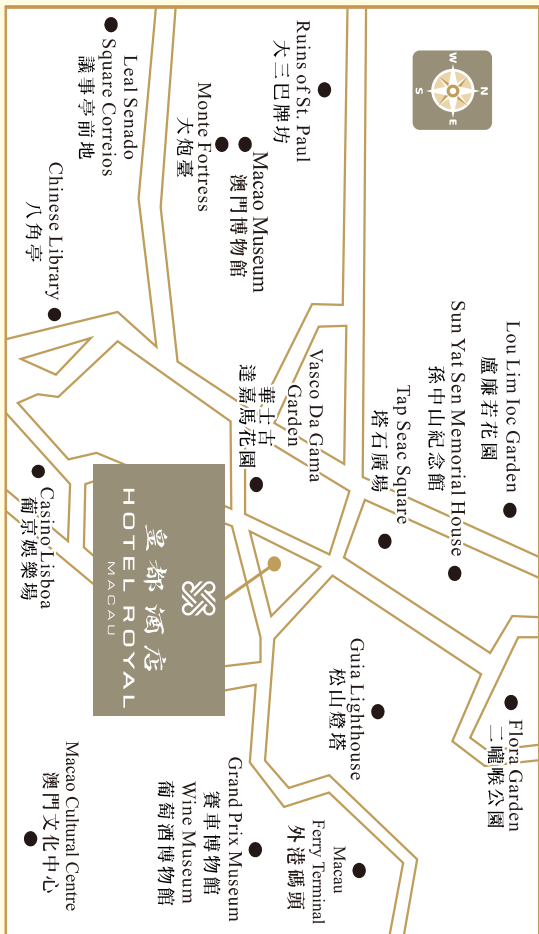 N
W
E
S
Ruins of St. Paul
大三巴牌坊
Macao Museum
澳門博物館
Monte Fortress
大炮臺
Leal Senado
Square Correios
議事亭前地
Chinese Library
八角亭
Lou Lim Ioc Garden
盧廉若花園
Sun Yat Sen Memorial House
孫中山紀念館
Tap Seac Square
塔石廣場
Vasco Da Gama
Garden
華士古
達嘉馬花園
Casino Lisboa
葡京娛樂場
皇都酒店
HOTEL ROYAL
MACAU
Flora Garden
二囉喉公園
Guia Lighthouse
松山燈塔
Macau
Ferry Terminal
外港碼頭
Grand Prix Museum
賽車博物館
Wine Museum
葡萄酒博物館
Macao Cultural Centre
澳門文化中心